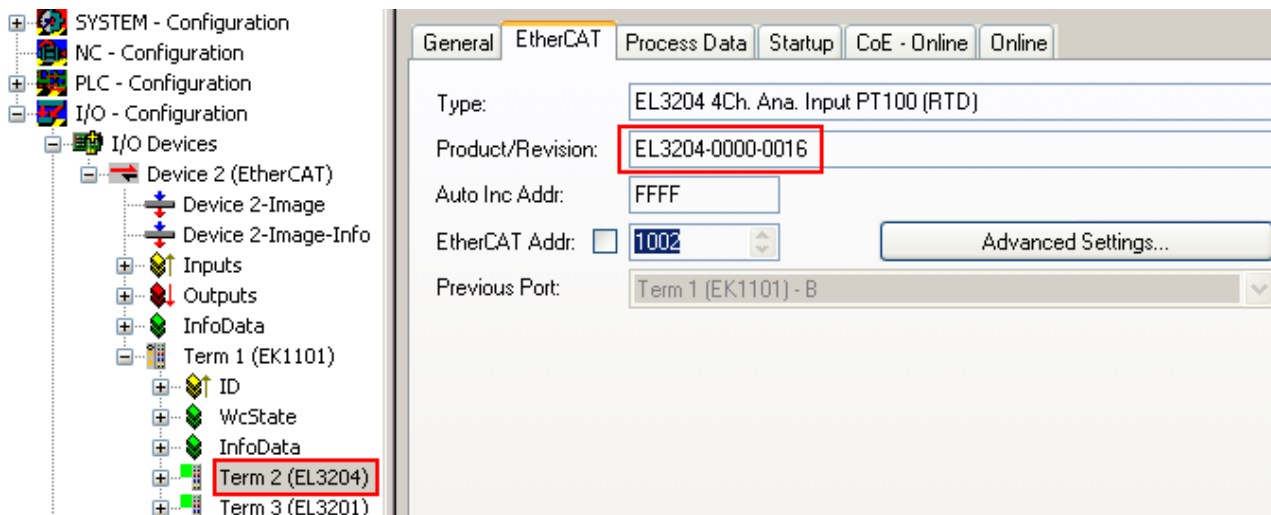 SYSTEM - Configuration
NC - Configuration
PLC - Configuration
I/O - Configuration
I/O Devices
Device 2 (EtherCAT)
Device 2-Image
Device 2-Image-Info
Inputs
Outputs
InfoData
Term 1 (EK1101)
ID
WcState
InfoData
Term 2 (EL3204)
Term 3 (EL3201)
General EtherCAT Process Data Startup CoE - Online Online
Type: EL3204 4Ch. Ana. Input PT100 (RTD)
Product/Revision: EL3204-0000-0016
Auto Inc Addr: FFFF
EtherCAT Addr: 1002 Advanced Settings...
Previous Port: Term 1 (EK1101) - B